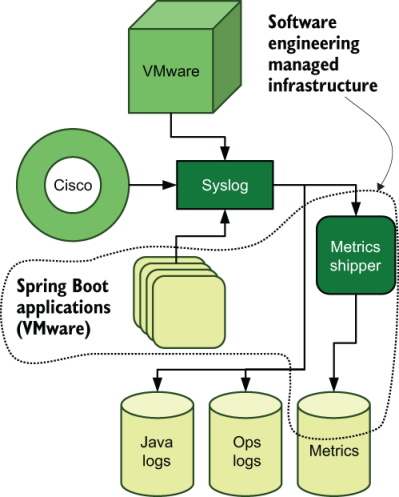 Software
engineering
managed
infrastructure
VMware
Cisco
Syslog
Metrics
shipper
Spring Boot
applications
(VMware)
Java
logs
Ops
logs
Metrics